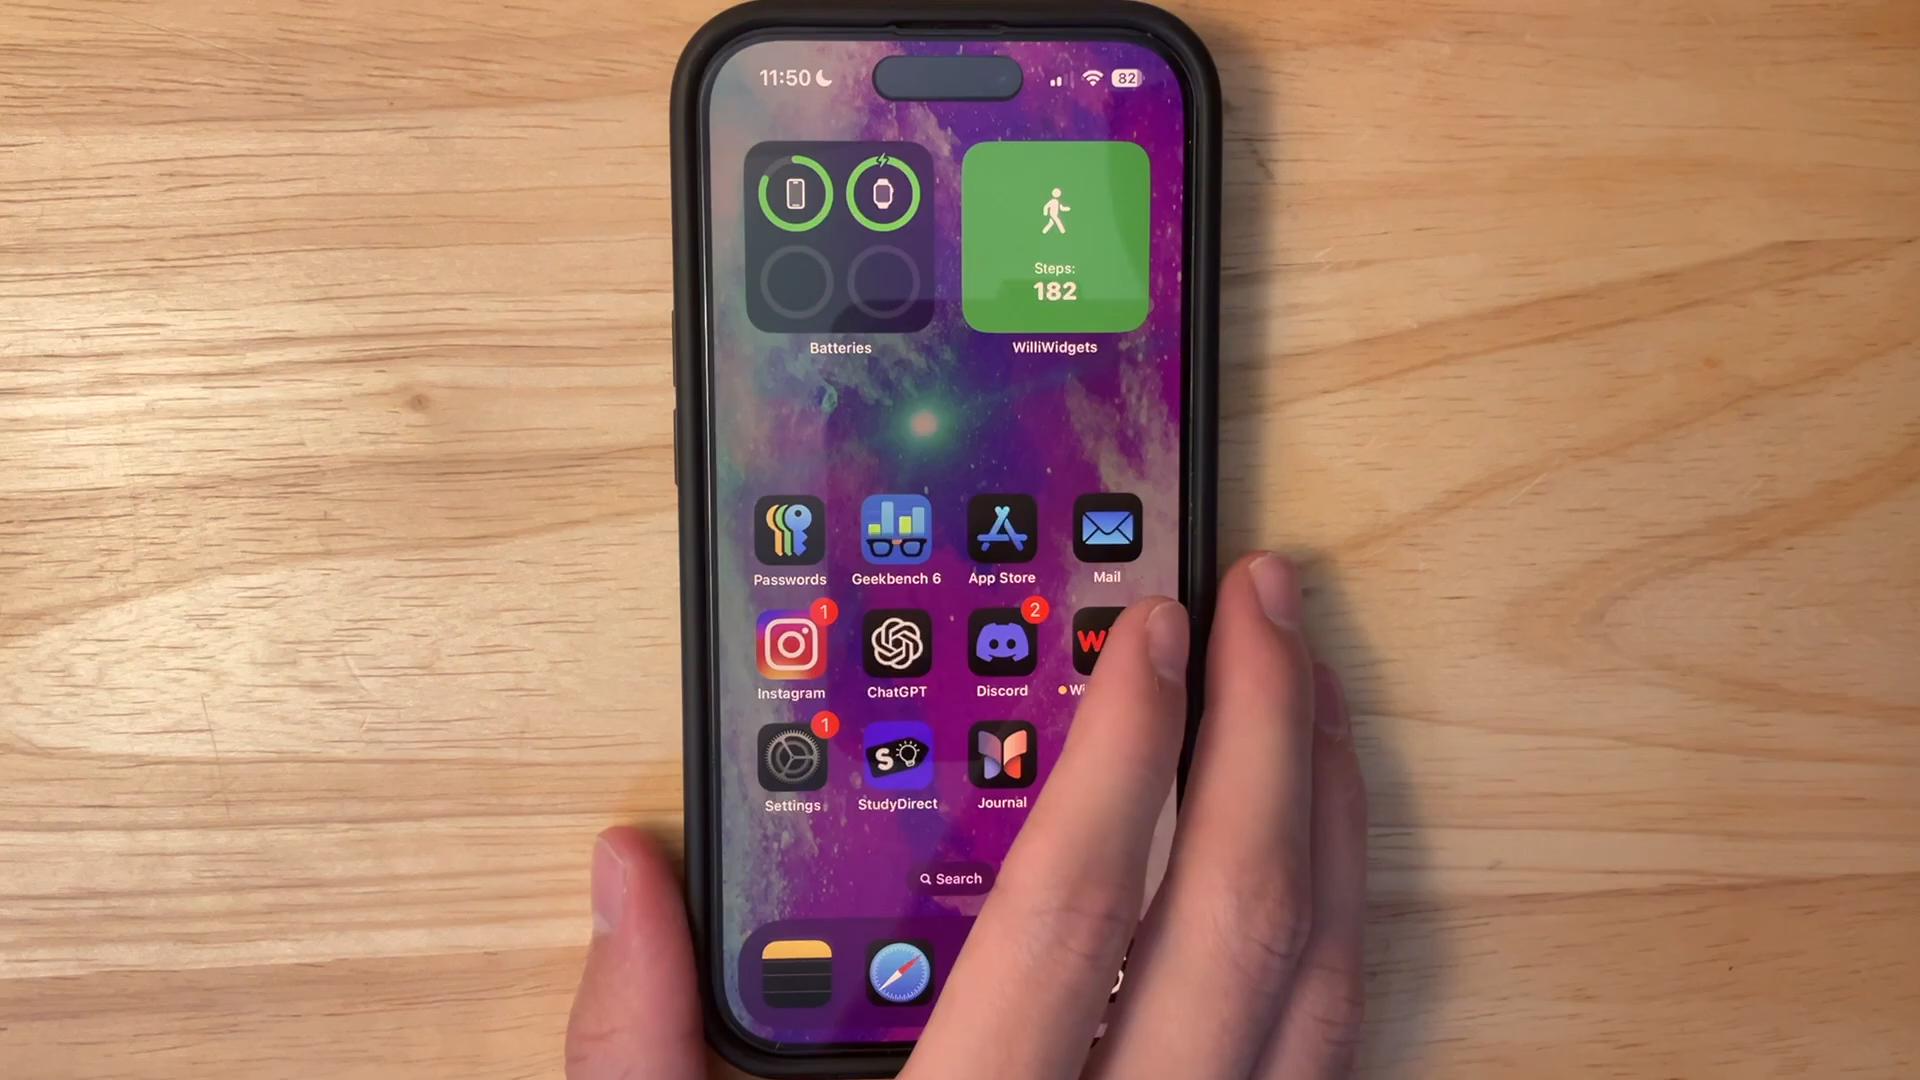 11:50
82
Steps:
182
Batteries
WilliWidgets
Passwords
Geekbench 6
App Store
Mail
1
2
Instagram
ChatGPT
Discord
1
S
Settings
StudyDirect
Journal
Search